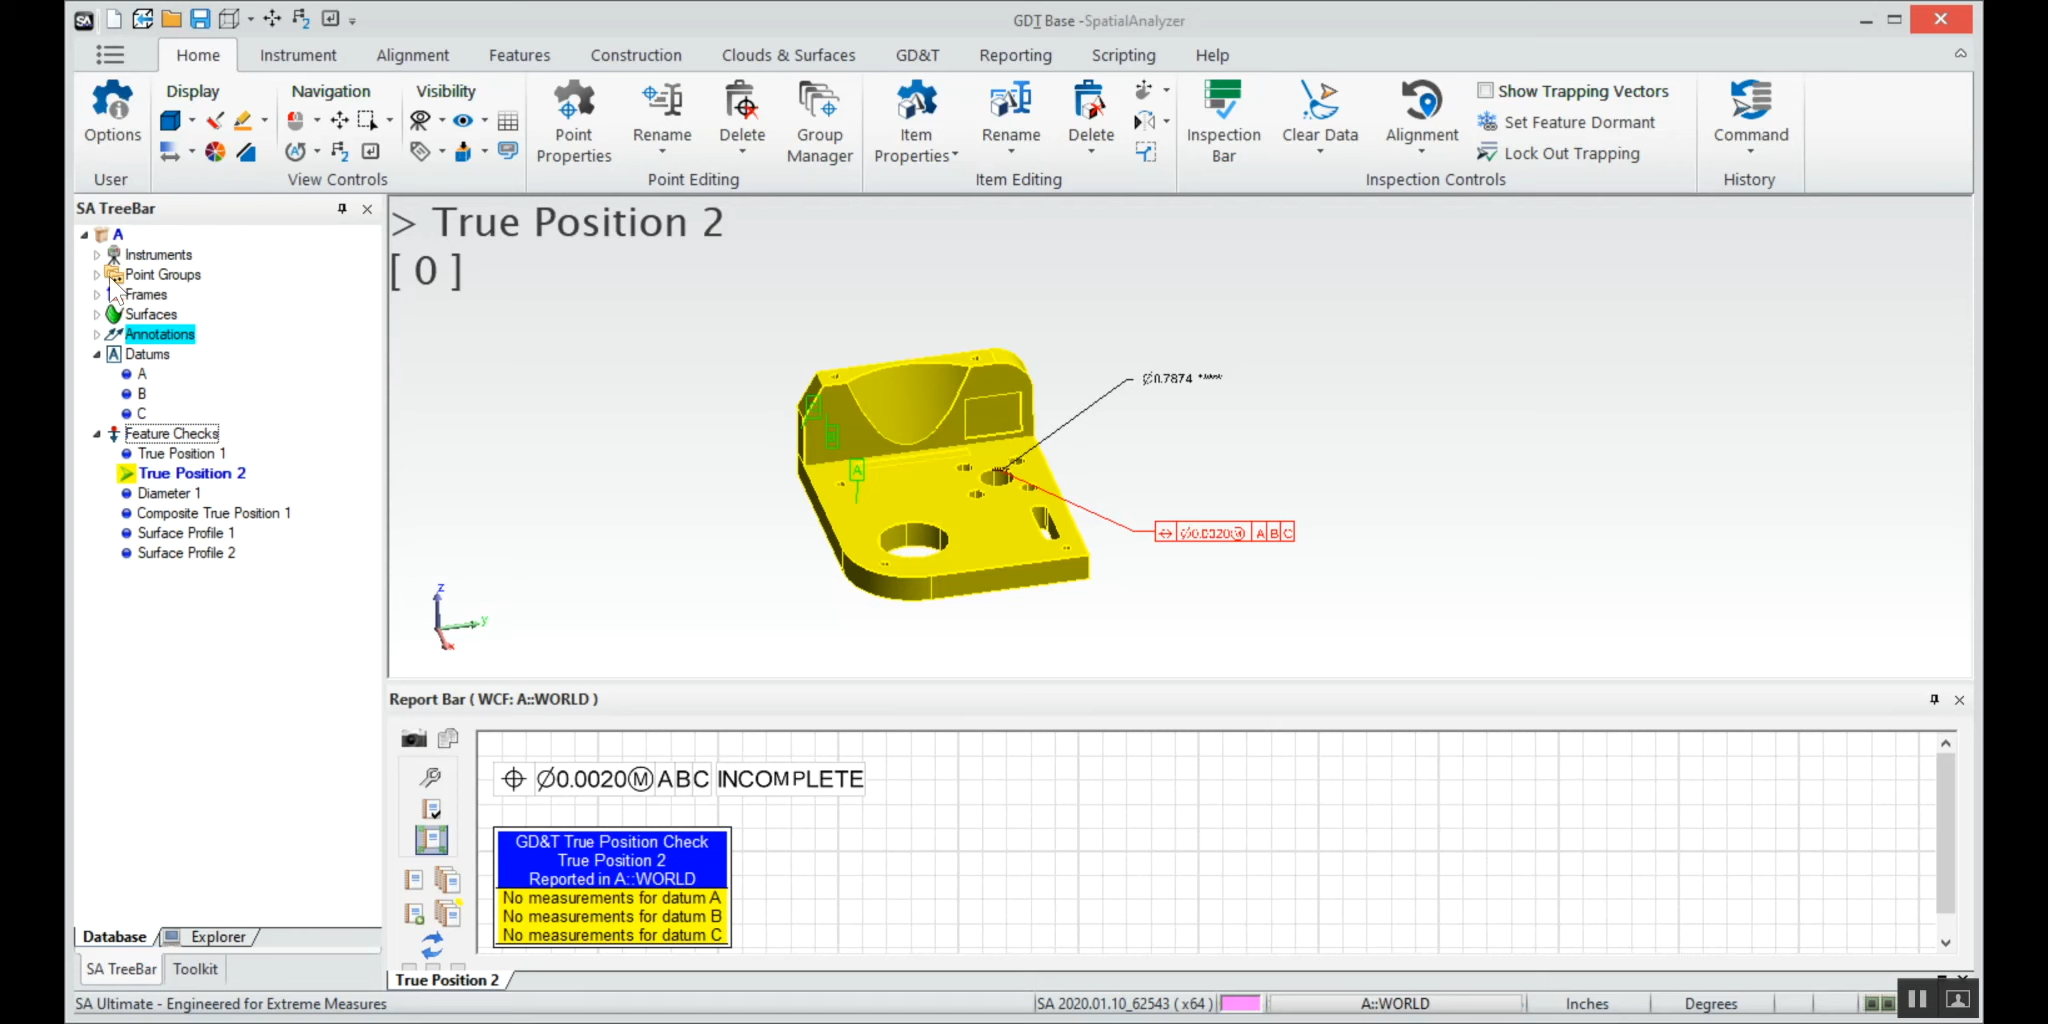 GDT Base -SpatialAnalyzer
Home Instrument Alignment Features Construction Clouds & Surfaces GD&T Reporting Scripting Help
Options
User
Display Navigation Visibility
View Controls
Point Properties
Rename
Delete
Group Manager
Point Editing
Item Properties
Rename
Delete
Item Editing
Inspection Bar
Clear Data
Alignment
Show Trapping Vectors
Set Feature Dormant
Lock Out Trapping
Inspection Controls
Command
History
SA TreeBar
A
Instruments
Point Groups
Frames
Surfaces
Annotations
A Datums
A
B
C
Feature Checks
True Position 1
True Position 2
Diameter 1
Composite True Position 1
Surface Profile 1
Surface Profile 2
Database Explorer
SA TreeBar Toolkit
> True Position 2
[ 0 ]
Ø0.7874
A
⌖ Ø0.0020Ⓜ A B C
z
y
x
Report Bar ( WCF: A::WORLD )
⌖ Ø0.0020Ⓜ A B C INCOMPLETE
GD&T True Position Check
True Position 2
Reported in A::WORLD
No measurements for datum A
No measurements for datum B
No measurements for datum C
True Position 2
SA Ultimate - Engineered for Extreme Measures
SA 2020.01.10_62543 ( x64 ) A::WORLD Inches Degrees